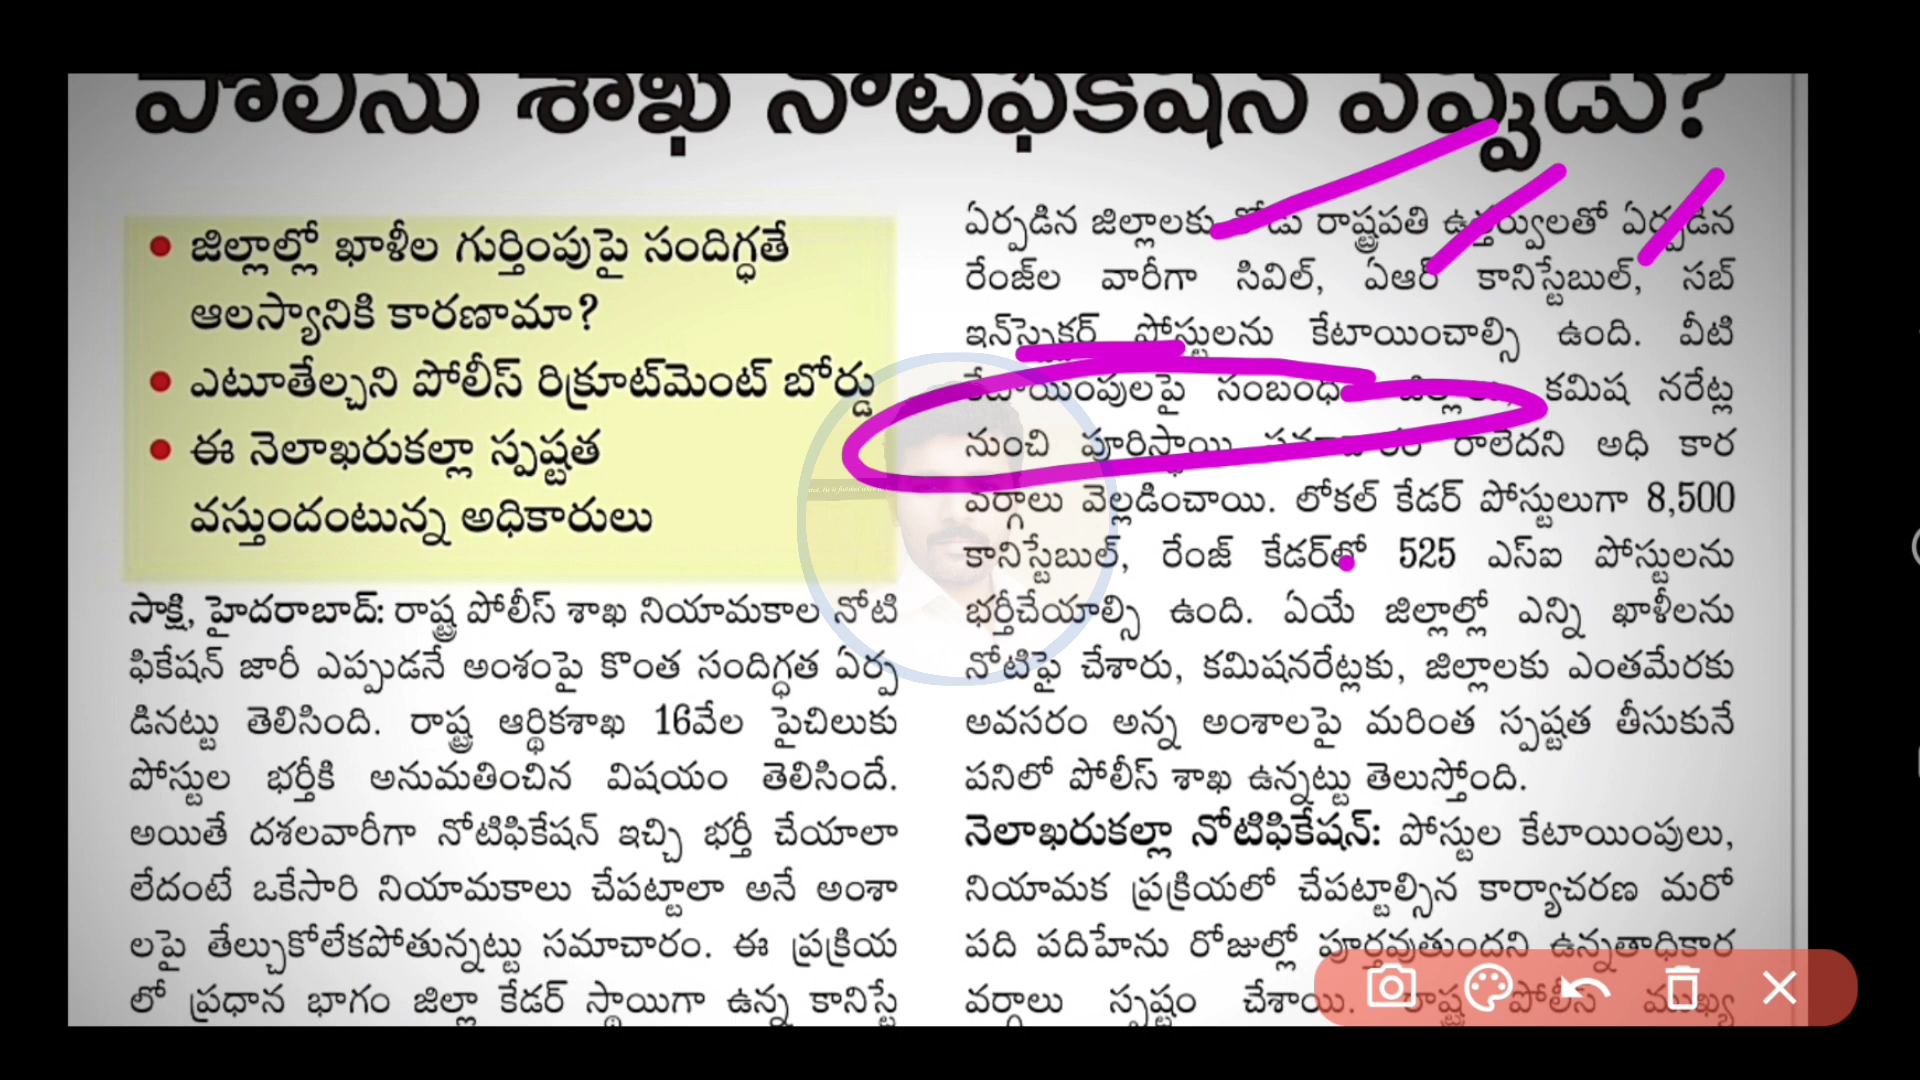 పోలీసు శాఖ నోటిఫికేషన్ ఎప్పుడు?
• జిల్లాల్లో ఖాళీల గుర్తింపుపై సందిగ్ధతే
ఆలస్యానికి కారణామా?
• ఎటూతేల్చని పోలీస్ రిక్రూట్‌మెంట్ బోర్డు
• ఈ నెలాఖరుకల్లా స్పష్టత
వస్తుందంటున్న అధికారులు
సాక్షి, హైదరాబాద్: రాష్ట్ర పోలీస్ శాఖ నియామకాల నోటి
ఫికేషన్ జారీ ఎప్పుడనే అంశంపై కొంత సందిగ్ధత ఏర్ప
డినట్టు తెలిసింది. రాష్ట్ర ఆర్థికశాఖ 16వేల పైచిలుకు
పోస్టుల భర్తీకి అనుమతించిన విషయం తెలిసిందే.
అయితే దశలవారీగా నోటిఫికేషన్ ఇచ్చి భర్తీ చేయాలా
లేదంటే ఒకేసారి నియామకాలు చేపట్టాలా అనే అంశా
లపై తేల్చుకోలేకపోతున్నట్టు సమాచారం. ఈ ప్రక్రియ
లో ప్రధాన భాగం జిల్లా కేడర్ స్థాయిగా ఉన్న కానిస్టే
ఏర్పడిన జిల్లాలకు తోడు రాష్ట్రపతి ఉత్తర్వులతో ఏర్పడిన
రేంజ్‌ల వారీగా సివిల్, ఏఆర్ కానిస్టేబుల్, సబ్
ఇన్‌స్పెక్టర్ పోస్టులను కేటాయించాల్సి ఉంది. వీటి
కేటాయింపులపై సంబంధిత జిల్లాలు, కమిష నరేట్ల
నుంచి పూర్తిస్థాయి సమాచారం రాలేదని అధి కార
వర్గాలు వెల్లడించాయి. లోకల్ కేడర్ పోస్టులుగా 8,500
కానిస్టేబుల్, రేంజ్ కేడర్‌లో 525 ఎస్ఐ పోస్టులను
భర్తీచేయాల్సి ఉంది. ఏయే జిల్లాల్లో ఎన్ని ఖాళీలను
నోటిఫై చేశారు, కమిషనరేట్లకు, జిల్లాలకు ఎంతమేరకు
అవసరం అన్న అంశాలపై మరింత స్పష్టత తీసుకునే
పనిలో పోలీస్ శాఖ ఉన్నట్టు తెలుస్తోంది.
నెలాఖరుకల్లా నోటిఫికేషన్: పోస్టుల కేటాయింపులు,
నియామక ప్రక్రియలో చేపట్టాల్సిన కార్యాచరణ మరో
పది పదిహేను రోజుల్లో పూర్తవుతుందని ఉన్నతాధికార
వర్గాలు స్పష్టం చేశాయి. రాష్ట్ర పోలీస్ ముఖ్య